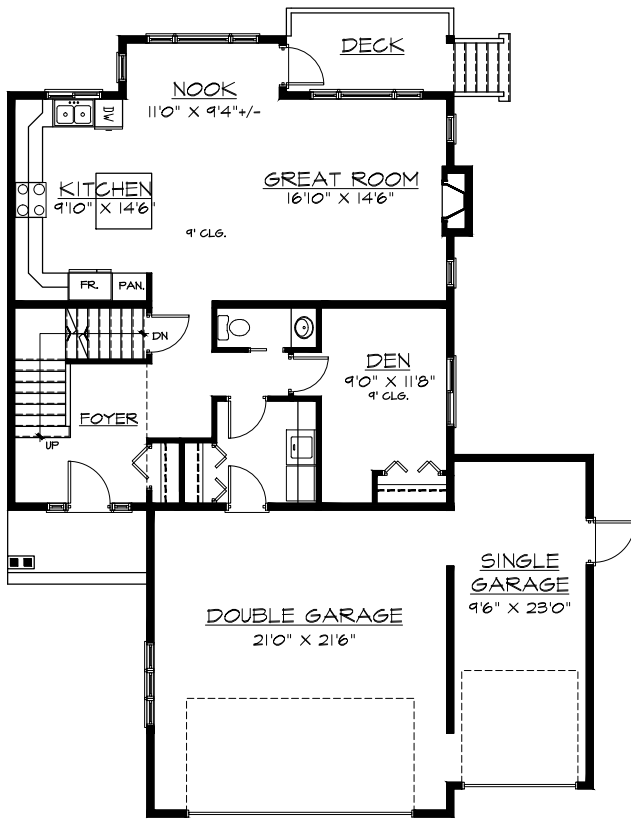 DECK
NOOK
11'0" X 9'4"+/-
DW
KITCHEN
9'10" X 14'6"
GREAT ROOM
16'10" X 14'6"
9' CLG.
FR.
PAN.
DN
DEN
9'0" X 11'8"
9' CLG.
FOYER
UP
SINGLE
GARAGE
9'6" X 23'0"
DOUBLE GARAGE
21'0" X 21'6"